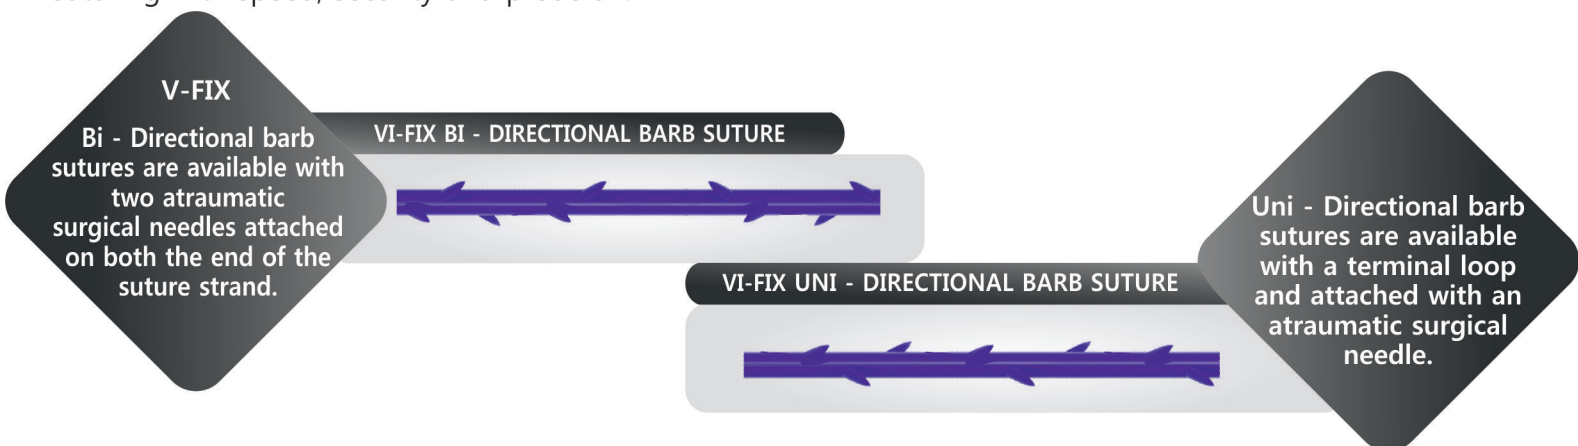 V-FIX
Bi - Directional barb
sutures are available with
two atraumatic
surgical needles attached
on both the end of the
suture strand.
VI-FIX BI - DIRECTIONAL BARB SUTURE
VI-FIX UNI - DIRECTIONAL BARB SUTURE
Uni - Directional barb
sutures are available
with a terminal loop
and attached with an
atraumatic surgical
needle.